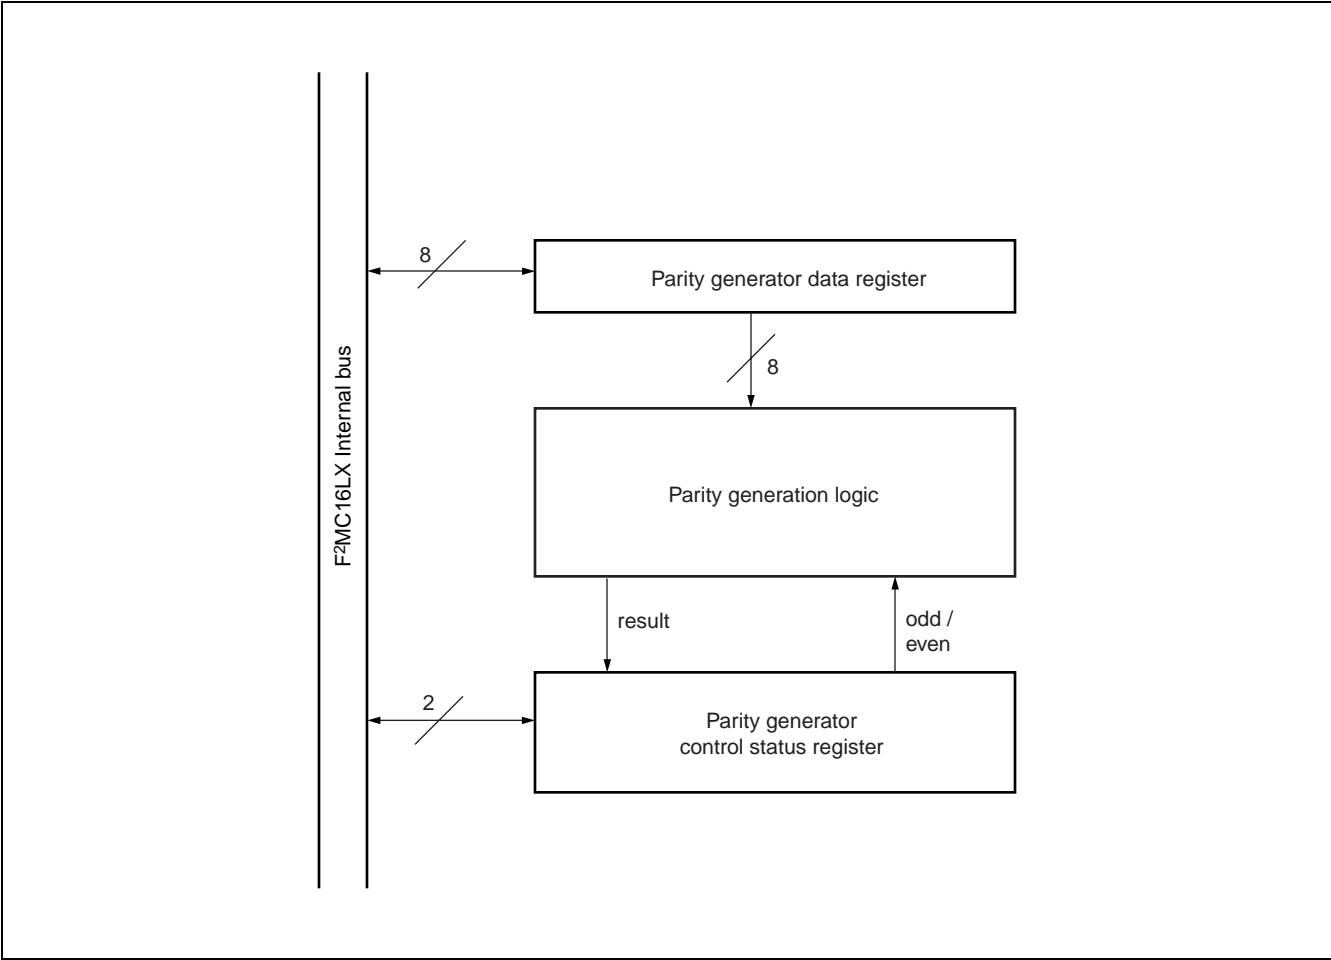 8
Parity generator data register
8
F²MC16LX Internal bus
Parity generation logic
result
odd /
even
2
Parity generator
control status register